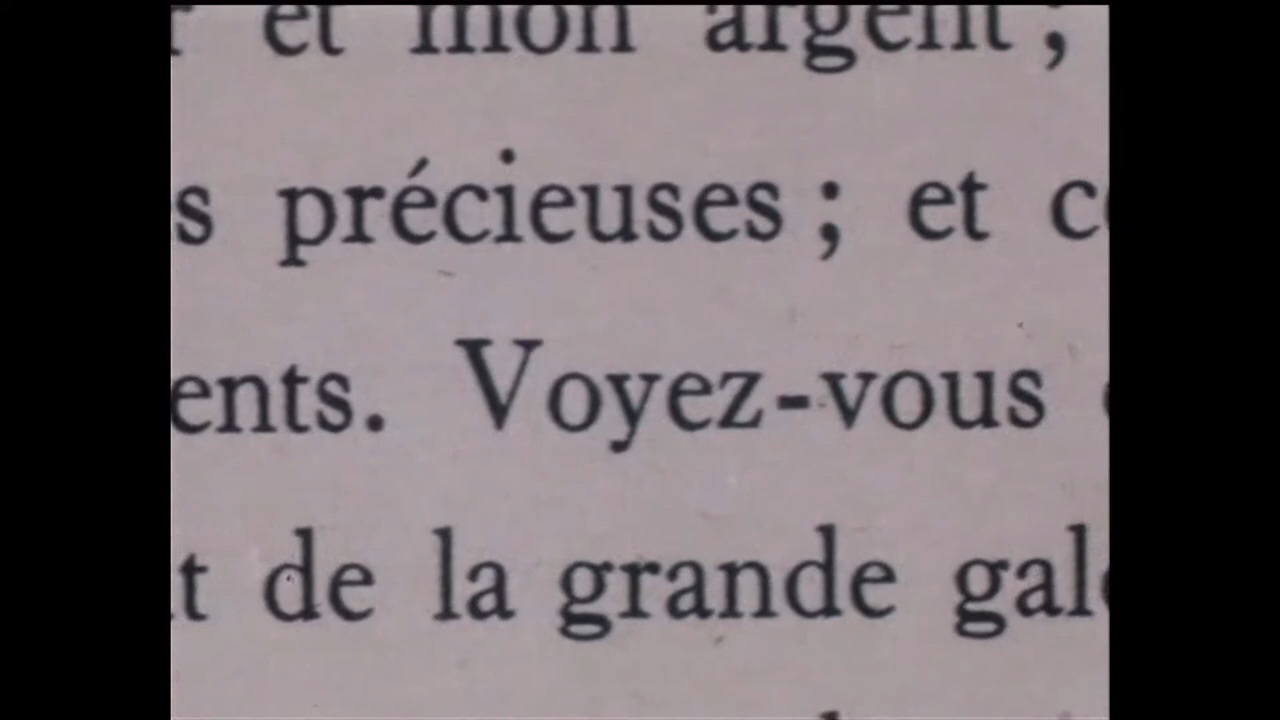 et mon argent ;
s précieuses ; et c
ents. Voyez-vous
t de la grande gal